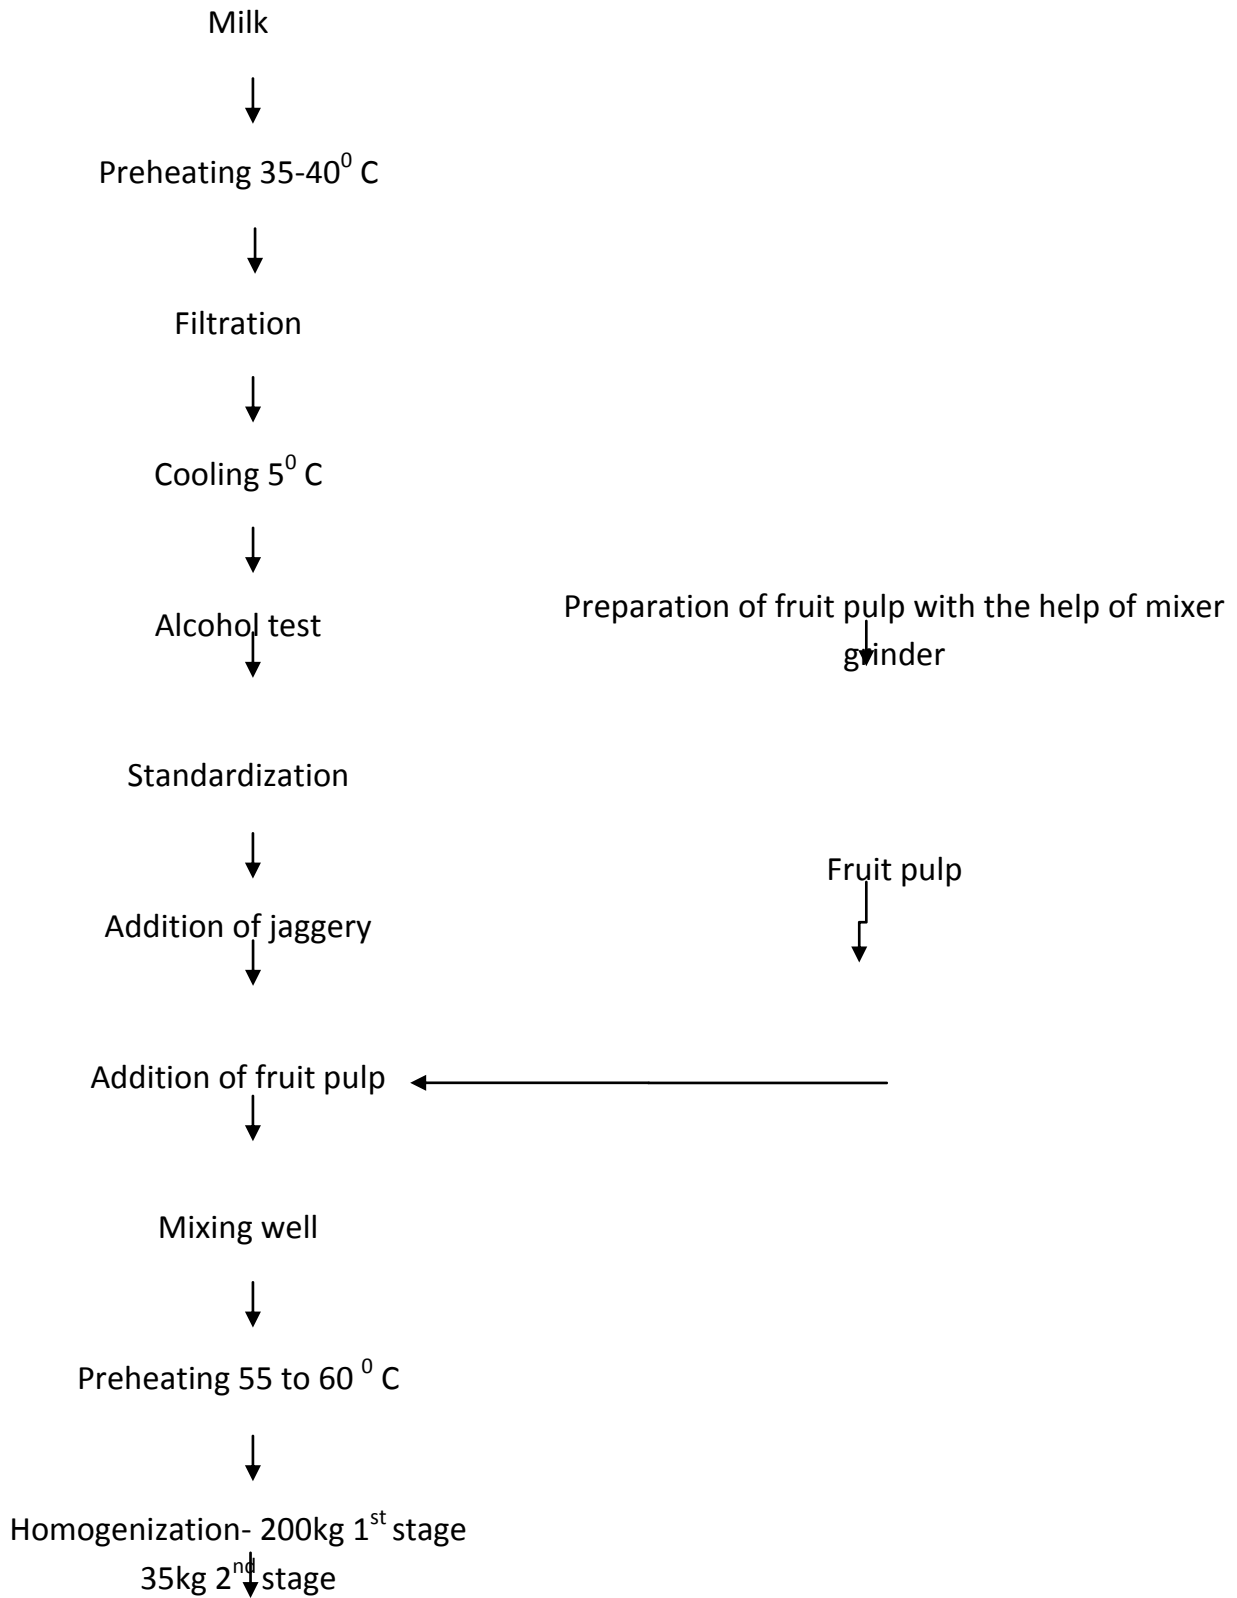 Milk
Preheating 35-40⁰ C
Filtration
Cooling 5⁰ C
Alcohol test
Preparation of fruit pulp with the help of mixer
grinder
Standardization
Fruit pulp
Addition of jaggery
Addition of fruit pulp
Mixing well
Preheating 55 to 60 ⁰ C
Homogenization- 200kg 1ˢᵗ stage
35kg 2ⁿᵈ stage